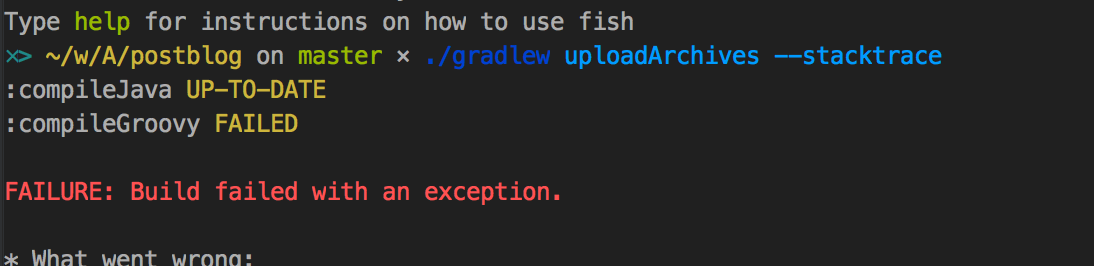 Type help for instructions on how to use fish
×> ~/w/A/postblog on master × ./gradlew uploadArchives --stacktrace
:compileJava UP-TO-DATE
:compileGroovy FAILED
FAILURE: Build failed with an exception.
* What went wrong: